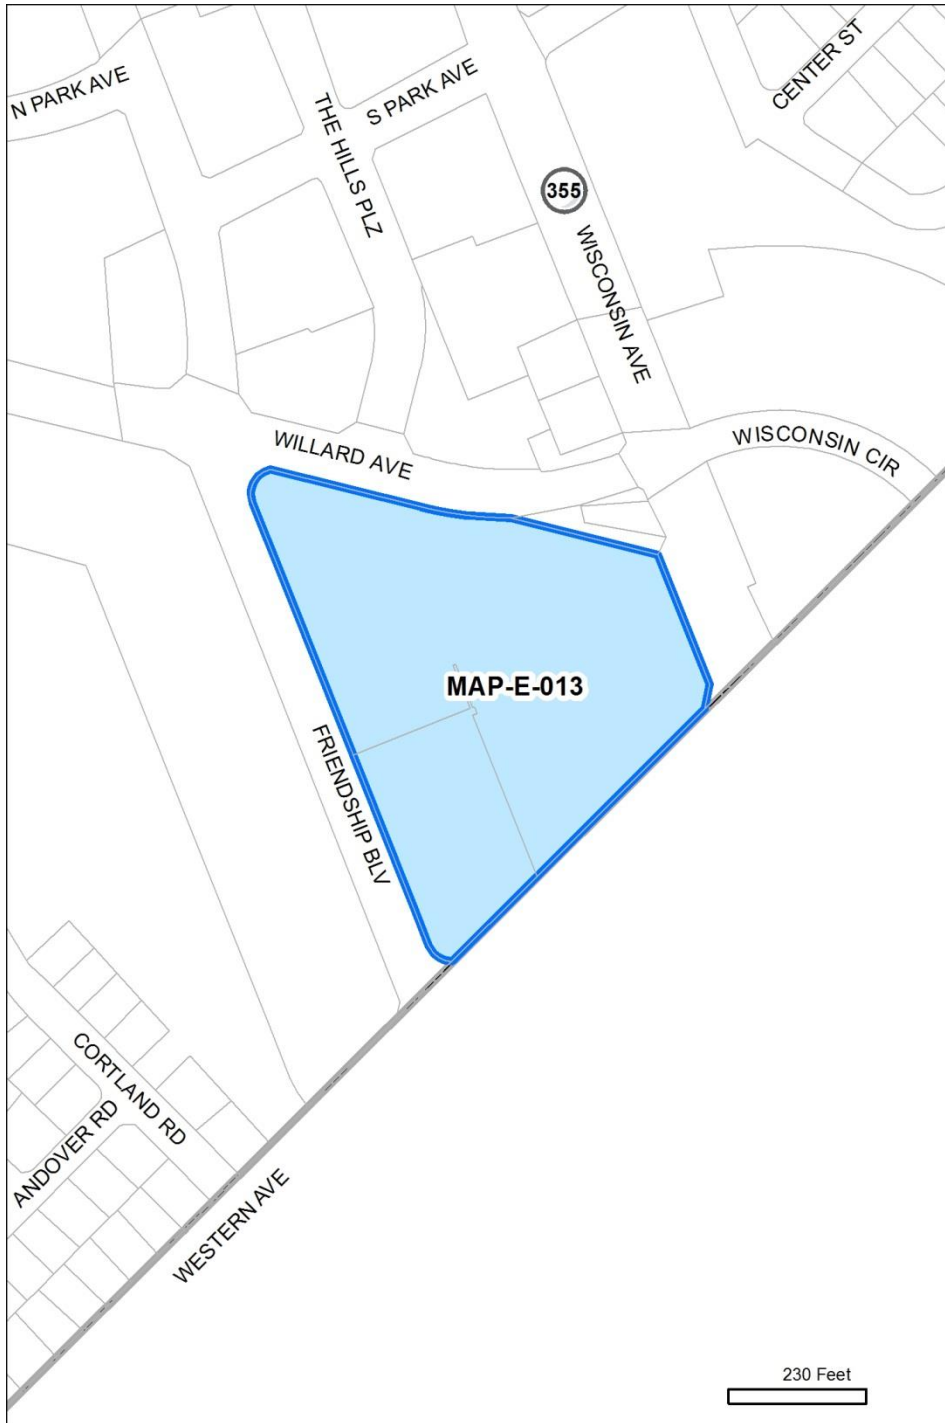 N PARK AVE
S PARK AVE
CENTER ST
THE HILLS PLZ
355
WISCONSIN AVE
WILLARD AVE
WISCONSIN CIR
MAP-E-013
FRIENDSHIP BLV
CORTLAND RD
ANDOVER RD
WESTERN AVE
230 Feet